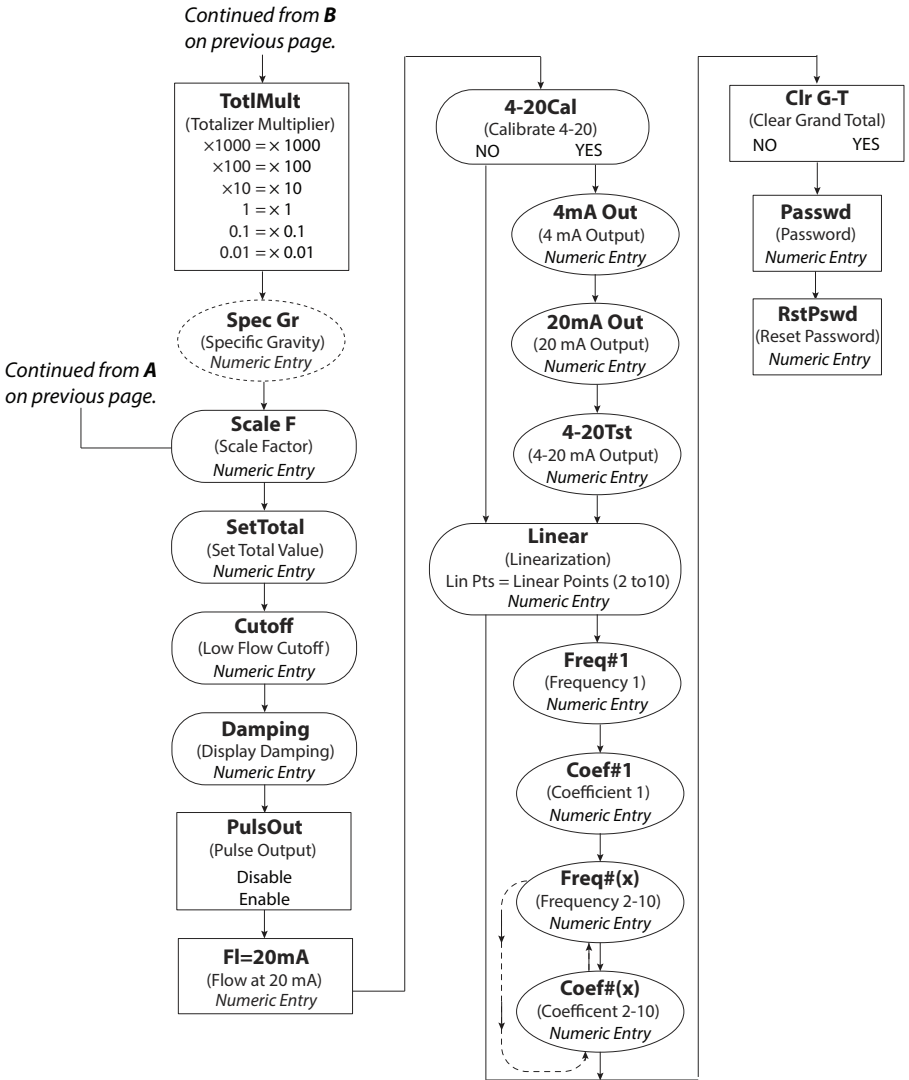 Continued from B
on previous page.
TotlMult
(Totalizer Multiplier)
×1000 = × 1000
×100 = × 100
×10 = × 10
1 = × 1
0.1 = × 0.1
0.01 = × 0.01
Spec Gr
(Specific Gravity)
Numeric Entry
Continued from A
on previous page.
Scale F
(Scale Factor)
Numeric Entry
SetTotal
(Set Total Value)
Numeric Entry
Cutoff
(Low Flow Cutoff)
Numeric Entry
Damping
(Display Damping)
Numeric Entry
PulsOut
(Pulse Output)
Disable
Enable
Fl=20mA
(Flow at 20 mA)
Numeric Entry
4-20Cal
(Calibrate 4-20)
NO YES
4mA Out
(4 mA Output)
Numeric Entry
20mA Out
(20 mA Output)
Numeric Entry
4-20Tst
(4-20 mA Output)
Numeric Entry
Linear
(Linearization)
Lin Pts = Linear Points (2 to10)
Numeric Entry
Freq#1
(Frequency 1)
Numeric Entry
Coef#1
(Coefficient 1)
Numeric Entry
Freq#(x)
(Frequency 2-10)
Numeric Entry
Coef#(x)
(Coefficent 2-10)
Numeric Entry
Clr G-T
(Clear Grand Total)
NO YES
Passwd
(Password)
Numeric Entry
RstPswd
(Reset Password)
Numeric Entry